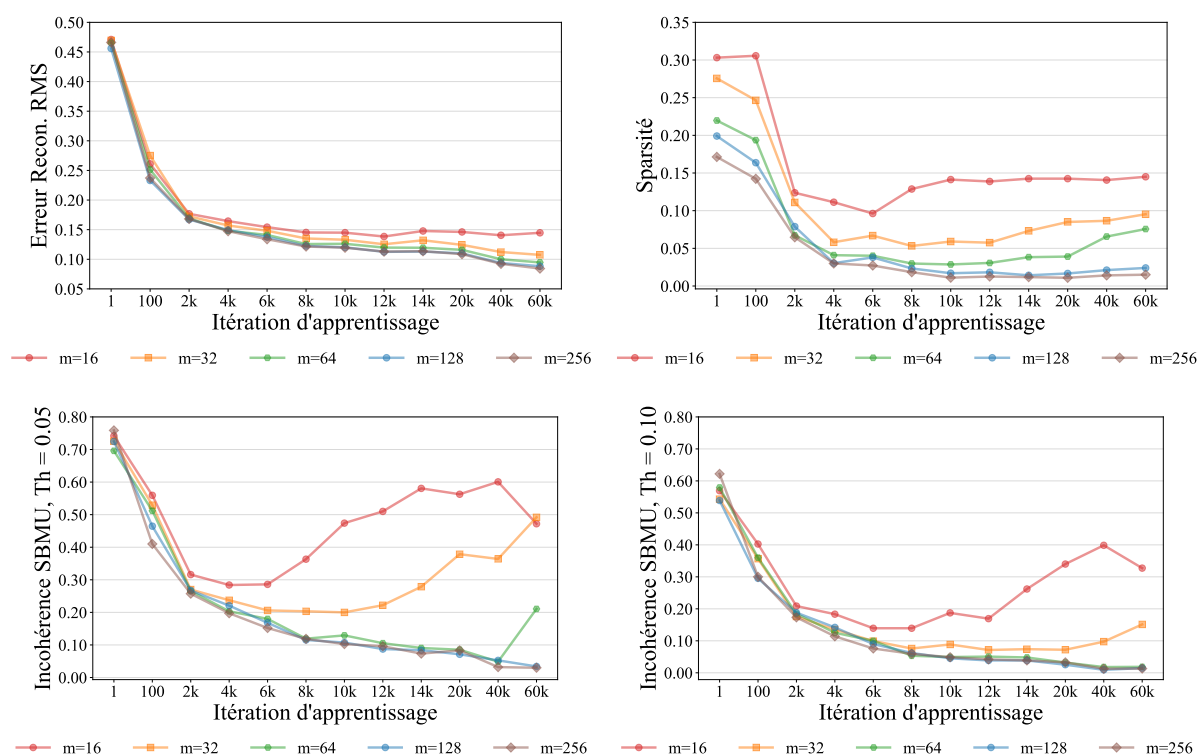 Erreur Recon. RMS
0.50
0.45
0.40
0.35
0.30
0.25
0.20
0.15
0.10
0.05
1 100 2k 4k 6k 8k 10k 12k 14k 20k 40k 60k
Itération d'apprentissage
m=16 m=32 m=64 m=128 m=256
Sparsité
0.35
0.30
0.25
0.20
0.15
0.10
0.05
0.00
1 100 2k 4k 6k 8k 10k 12k 14k 20k 40k 60k
Itération d'apprentissage
m=16 m=32 m=64 m=128 m=256
Incohérence SBMU, Th = 0.05
0.80
0.70
0.60
0.50
0.40
0.30
0.20
0.10
0.00
1 100 2k 4k 6k 8k 10k 12k 14k 20k 40k 60k
Itération d'apprentissage
m=16 m=32 m=64 m=128 m=256
Incohérence SBMU, Th = 0.10
0.80
0.70
0.60
0.50
0.40
0.30
0.20
0.10
0.00
1 100 2k 4k 6k 8k 10k 12k 14k 20k 40k 60k
Itération d'apprentissage
m=16 m=32 m=64 m=128 m=256